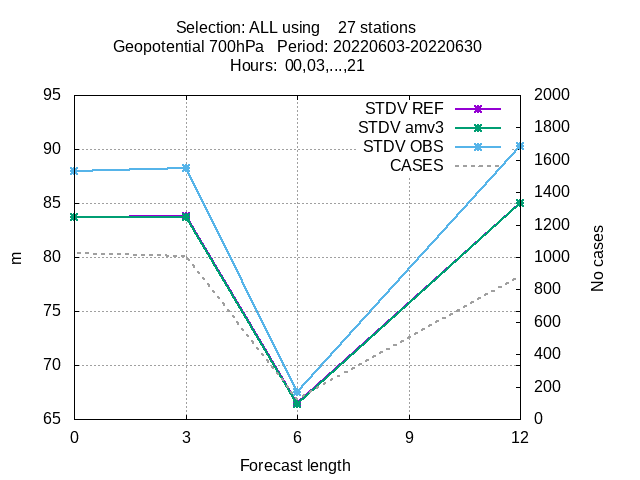 Selection: ALL using    27 stations
Geopotential 700hPa   Period: 20220603-20220630
Hours:  00,03,...,21
STDV REF
STDV amv3
STDV OBS
CASES
95
90
85
80
75
70
65
m
2000
1800
1600
1400
1200
1000
800
600
400
200
0
No cases
0
3
6
9
12
Forecast length